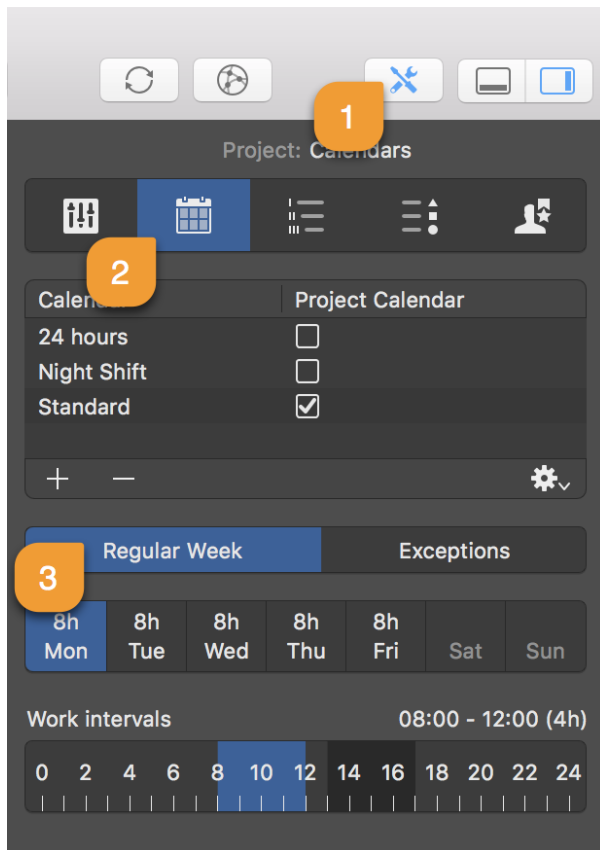 1
Project: Calendars
2
Calen
Project Calendar
24 hours
Night Shift
Standard
Regular Week
Exceptions
3
8h 8h 8h 8h 8h
Mon Tue Wed Thu Fri Sat Sun
Work intervals 08:00 - 12:00 (4h)
0 2 4 6 8 10 12 14 16 18 20 22 24